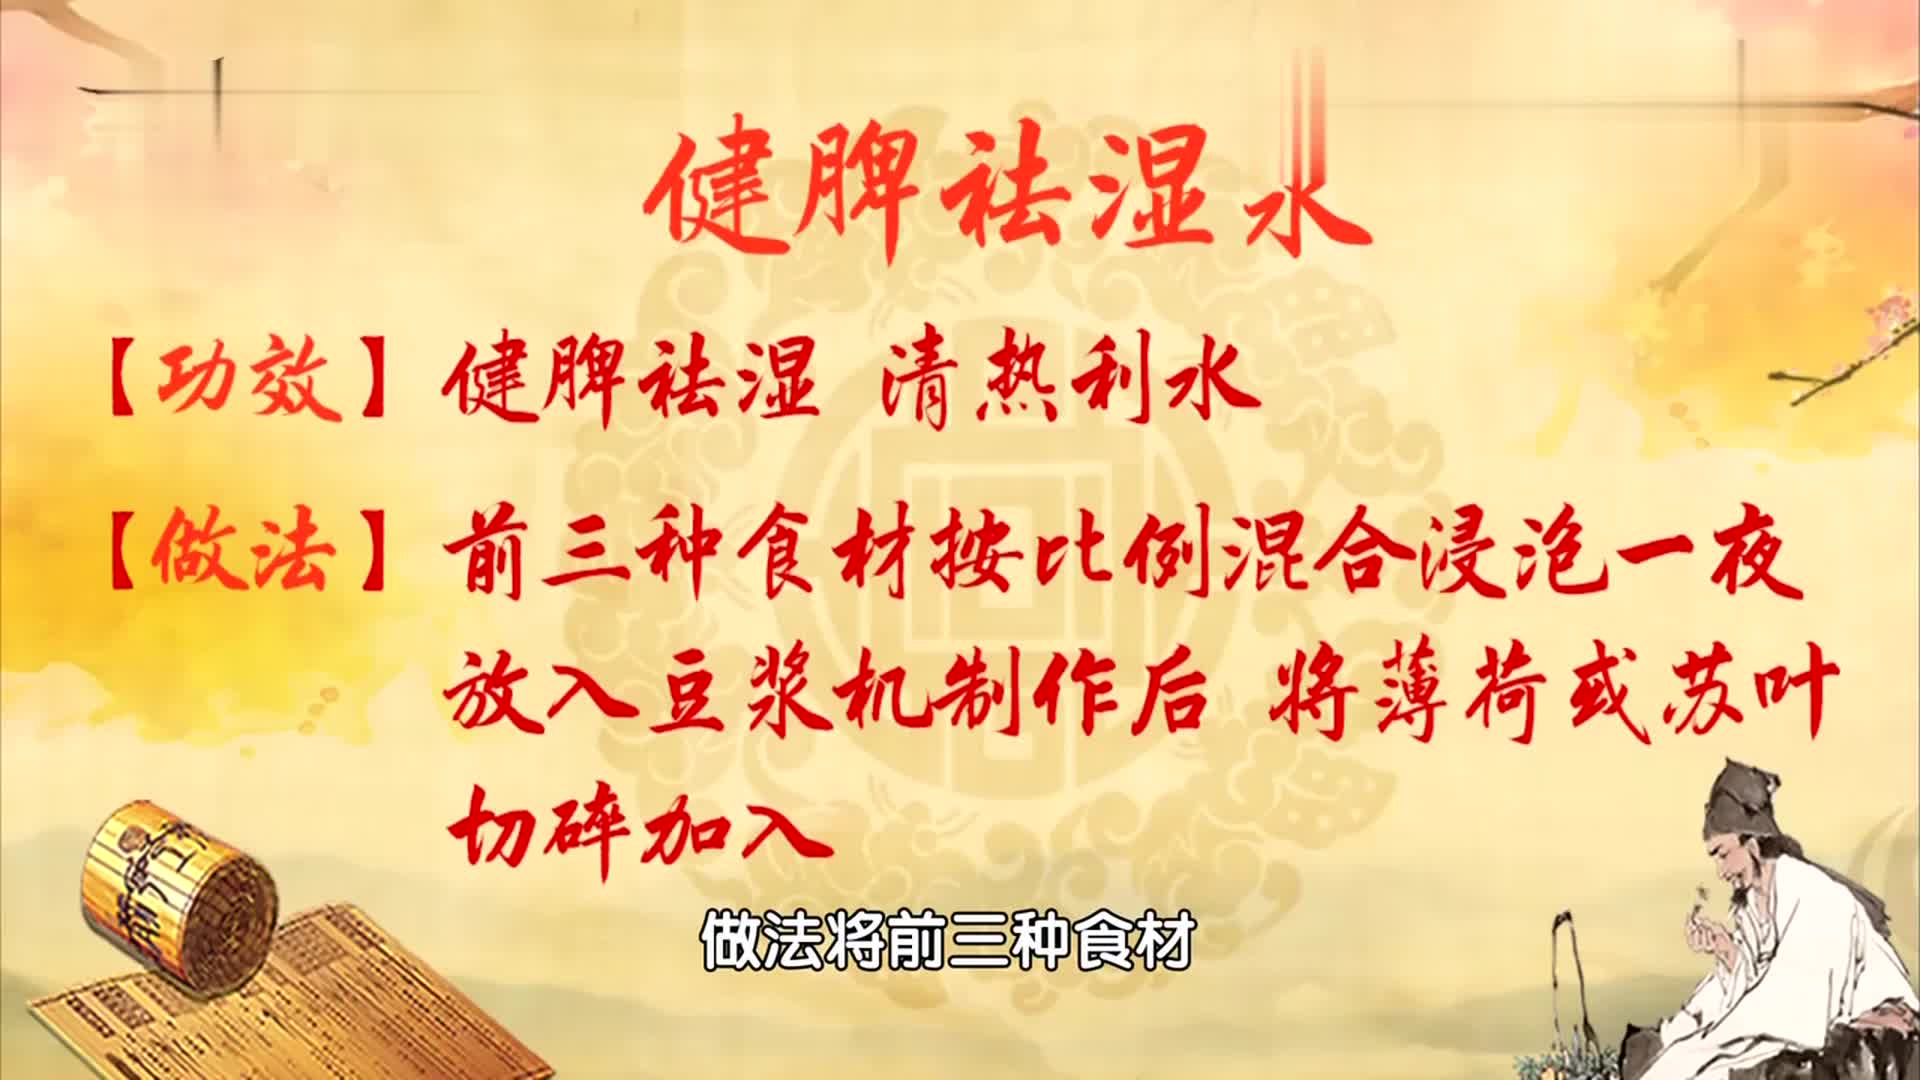 健脾祛湿水
【功效】健脾祛湿 清热利水
【做法】前三种食材按比例混合浸泡一夜
放入豆浆机制作后 将薄荷或苏叶
切碎加入
做法将前三种食材